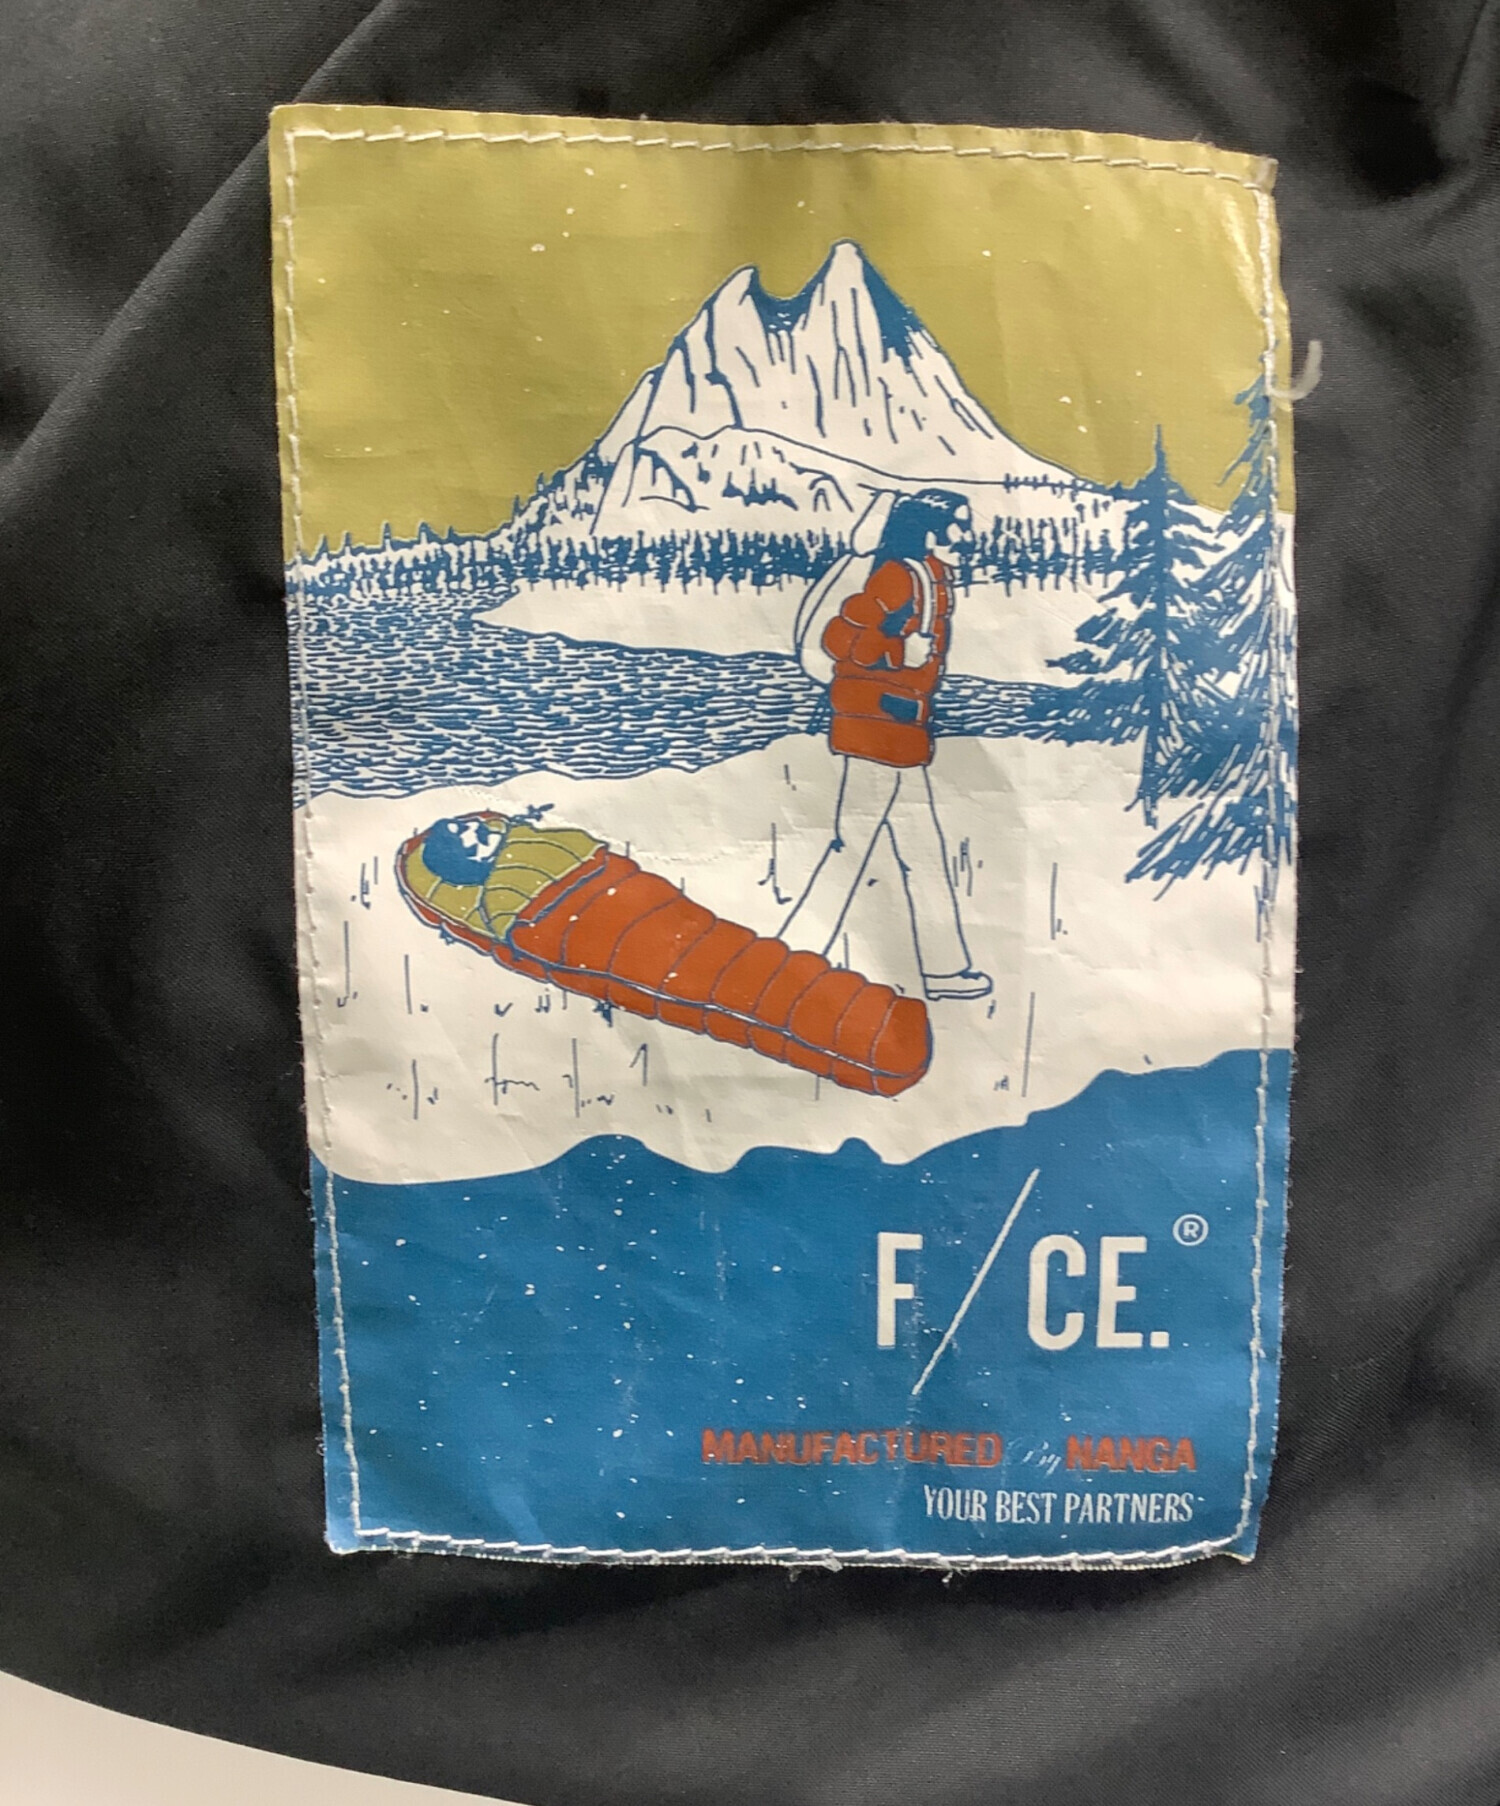 F/CE.®
MANUFACTURED By NANGA
YOUR BEST PARTNERS